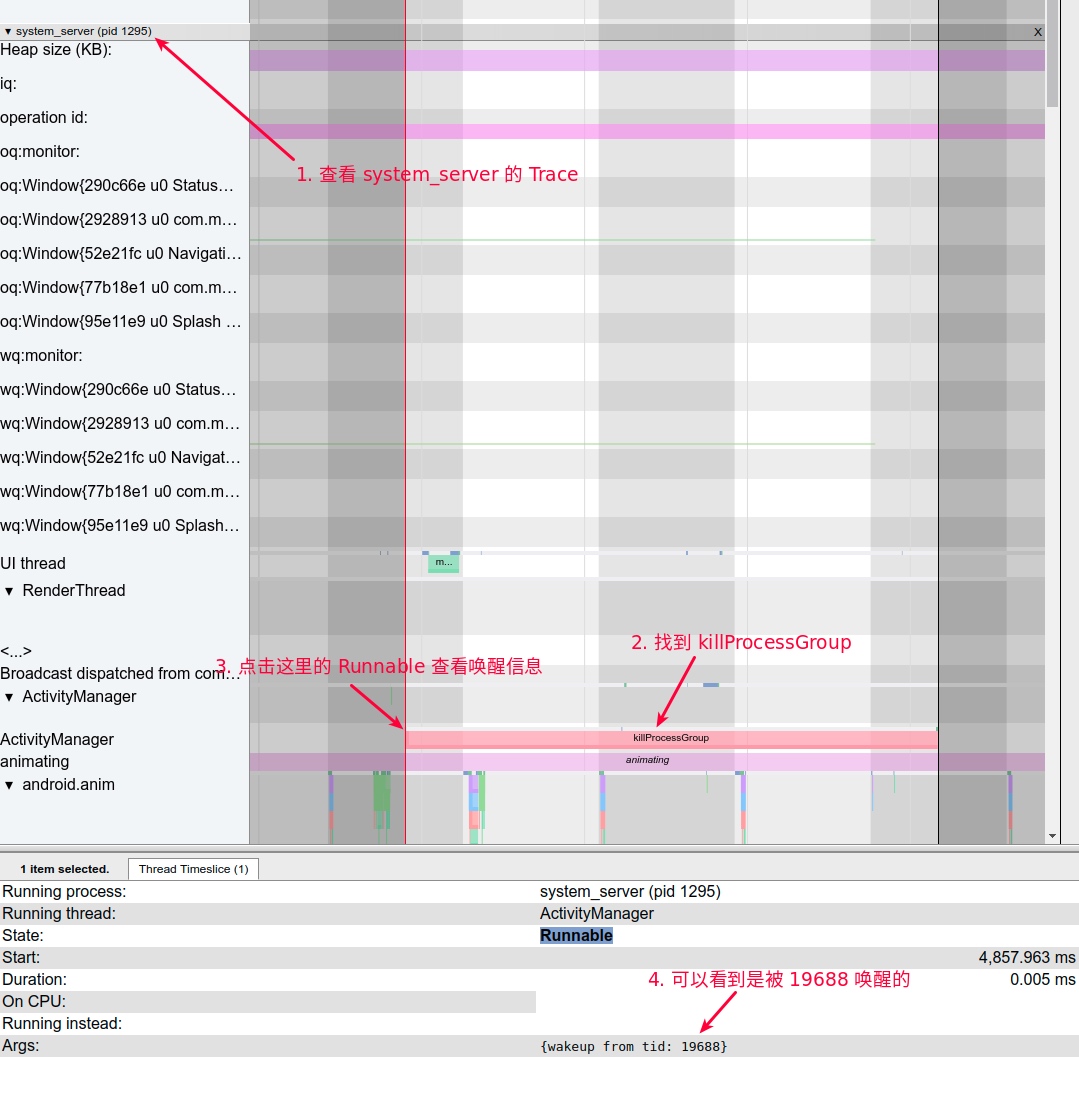 ▼ system_server (pid 1295) X
Heap size (KB):
iq:
operation id:
oq:monitor:
1. 查看 system_server 的 Trace
oq:Window{290c66e u0 Status…
oq:Window{2928913 u0 com.m…
oq:Window{52e21fc u0 Navigati…
oq:Window{77b18e1 u0 com.m…
oq:Window{95e11e9 u0 Splash …
wq:monitor:
wq:Window{290c66e u0 Status…
wq:Window{2928913 u0 com.m…
wq:Window{52e21fc u0 Navigat…
wq:Window{77b18e1 u0 com.m…
wq:Window{95e11e9 u0 Splash…
UI thread
m...
▼ RenderThread
2. 找到 killProcessGroup
<...>
3. 点击这里的 Runnable 查看唤醒信息
Broadcast dispatched from com…
▼ ActivityManager
ActivityManager
killProcessGroup
animating
animating
▼ android.anim
1 item selected. Thread Timeslice (1)
Running process: system_server (pid 1295)
Running thread: ActivityManager
State: Runnable
Start: 4,857.963 ms
Duration: 0.005 ms
4. 可以看到是被 19688 唤醒的
On CPU:
Running instead:
Args: {wakeup from tid: 19688}